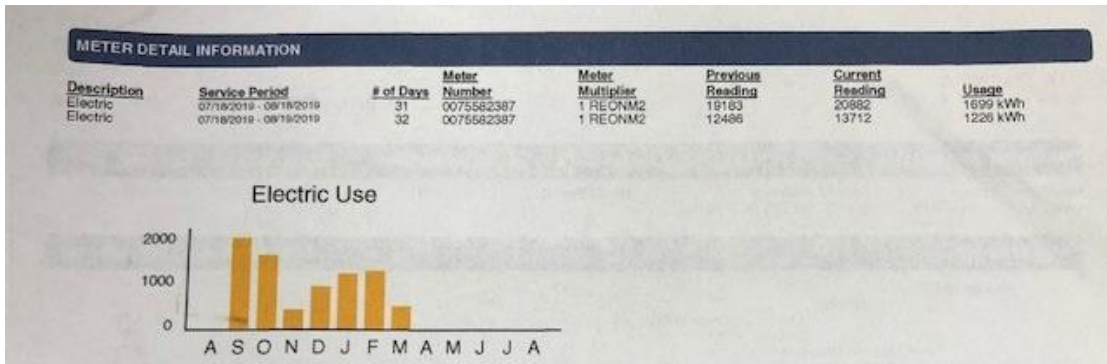 METER DETAIL INFORMATION
Description Service Period # of Days Meter Number Meter Multiplier Previous Reading Current Reading Usage
Electric 07/18/2019 - 08/18/2019 31 0075582387 1 REONM2 19183 20882 1699 kWh
Electric 07/18/2019 - 08/19/2019 32 0075582387 1 REONM2 12486 13712 1226 kWh
Electric Use
2000
1000
0
A S O N D J F M A M J J A